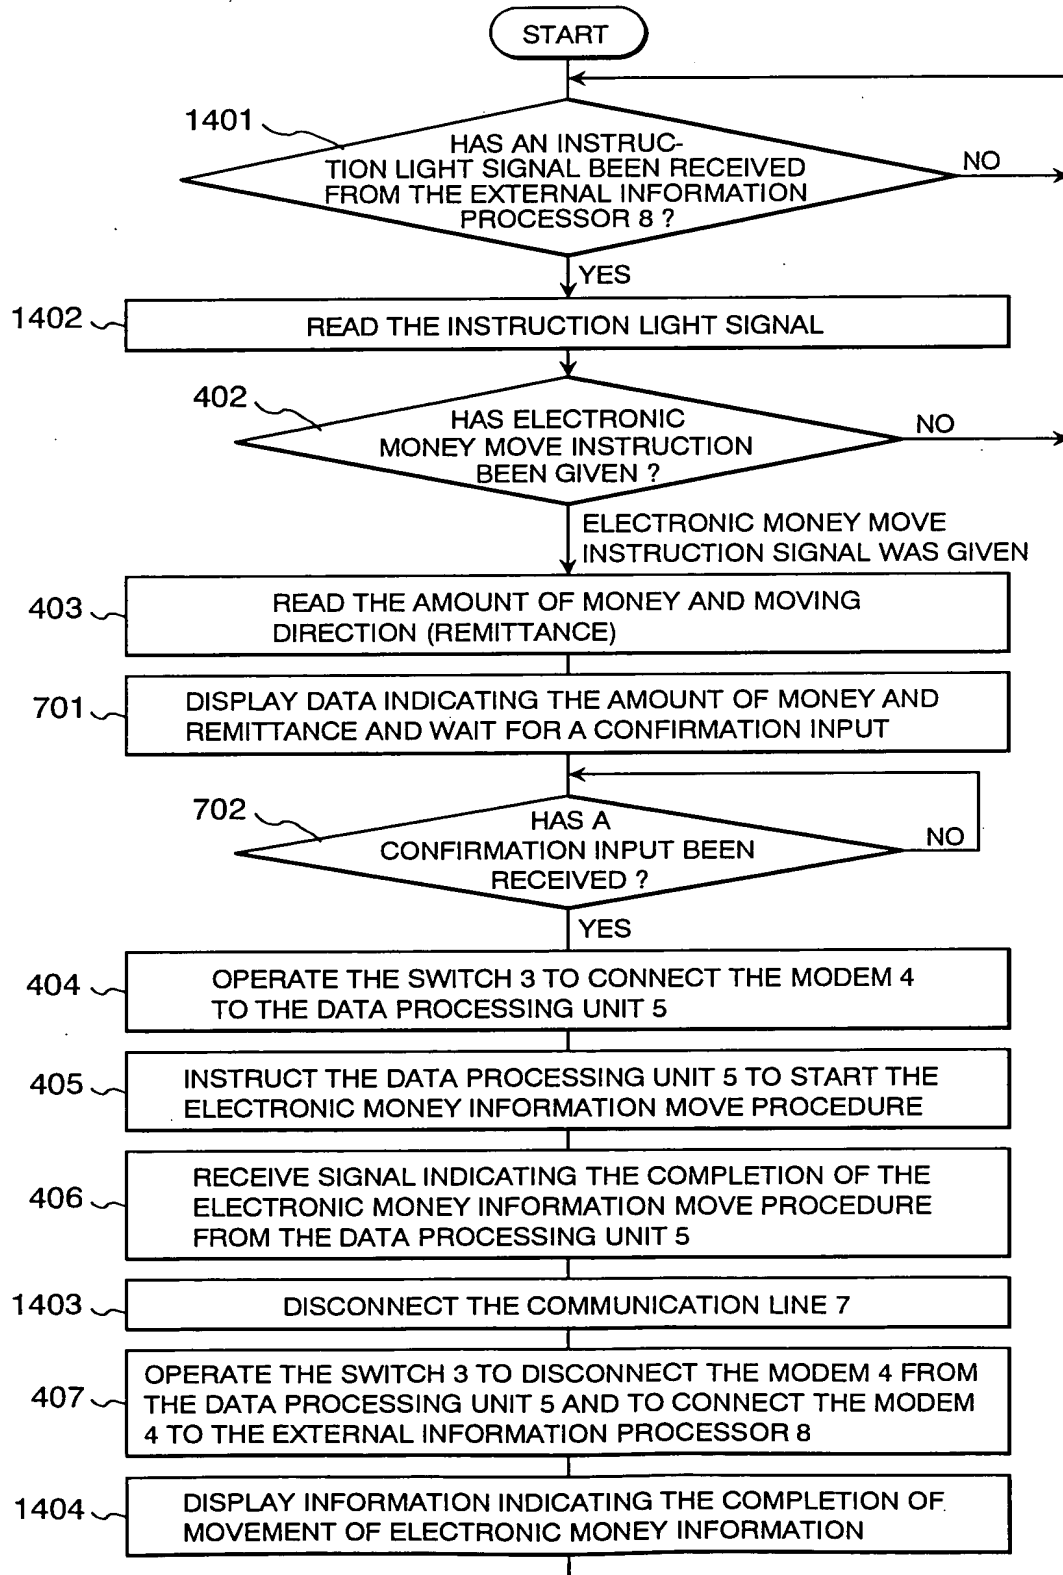 START
1401
HAS AN INSTRUC-
TION LIGHT SIGNAL BEEN RECEIVED
FROM THE EXTERNAL INFORMATION
PROCESSOR 8 ?
NO
YES
1402
READ THE INSTRUCTION LIGHT SIGNAL
402
HAS ELECTRONIC
MONEY MOVE INSTRUCTION
BEEN GIVEN ?
NO
ELECTRONIC MONEY MOVE
INSTRUCTION SIGNAL WAS GIVEN
403
READ THE AMOUNT OF MONEY AND MOVING
DIRECTION (REMITTANCE)
701
DISPLAY DATA INDICATING THE AMOUNT OF MONEY AND
REMITTANCE AND WAIT FOR A CONFIRMATION INPUT
702
HAS A
CONFIRMATION INPUT BEEN
RECEIVED ?
NO
YES
404
OPERATE THE SWITCH 3 TO CONNECT THE MODEM 4
TO THE DATA PROCESSING UNIT 5
405
INSTRUCT THE DATA PROCESSING UNIT 5 TO START THE
ELECTRONIC MONEY INFORMATION MOVE PROCEDURE
406
RECEIVE SIGNAL INDICATING THE COMPLETION OF THE
ELECTRONIC MONEY INFORMATION MOVE PROCEDURE
FROM THE DATA PROCESSING UNIT 5
1403
DISCONNECT THE COMMUNICATION LINE 7
407
OPERATE THE SWITCH 3 TO DISCONNECT THE MODEM 4 FROM
THE DATA PROCESSING UNIT 5 AND TO CONNECT THE MODEM
4 TO THE EXTERNAL INFORMATION PROCESSOR 8
1404
DISPLAY INFORMATION INDICATING THE COMPLETION OF
MOVEMENT OF ELECTRONIC MONEY INFORMATION